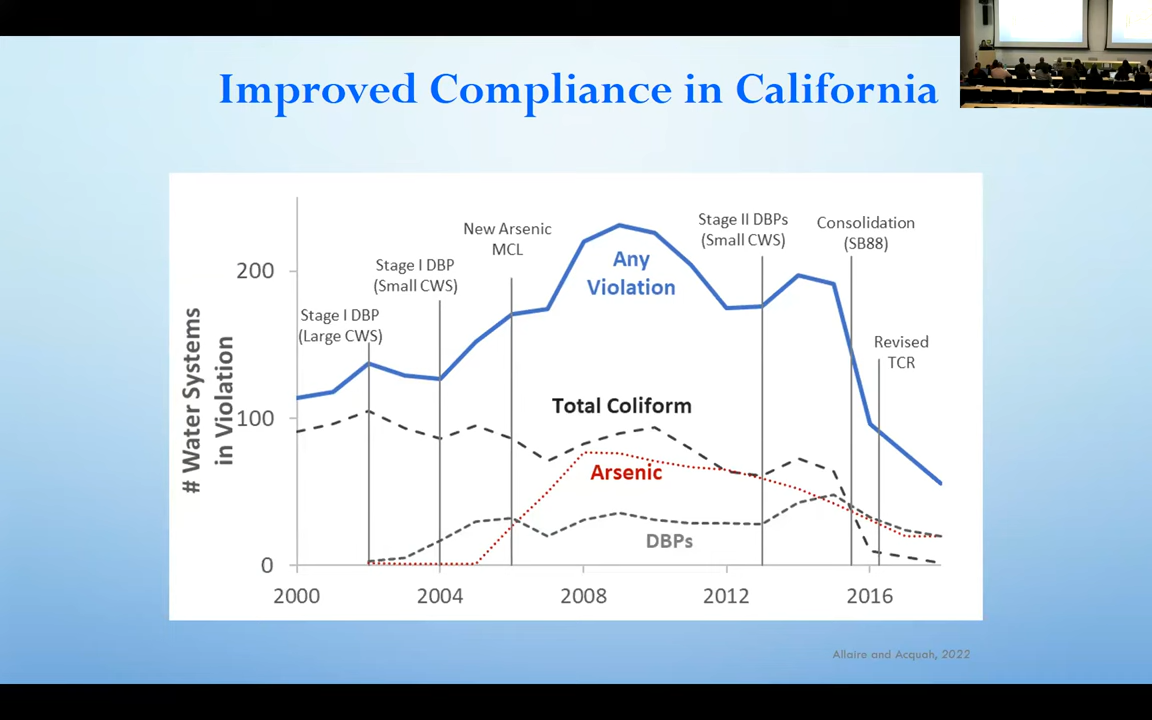 Improved Compliance in California
# Water Systems
in Violation
200
100
0
2000
2004
2008
2012
2016
Stage I DBP
(Large CWS)
Stage I DBP
(Small CWS)
New Arsenic
MCL
Any
Violation
Stage II DBPs
(Small CWS)
Consolidation
(SB88)
Revised
TCR
Total Coliform
Arsenic
DBPs
Allaire and Acquah, 2022